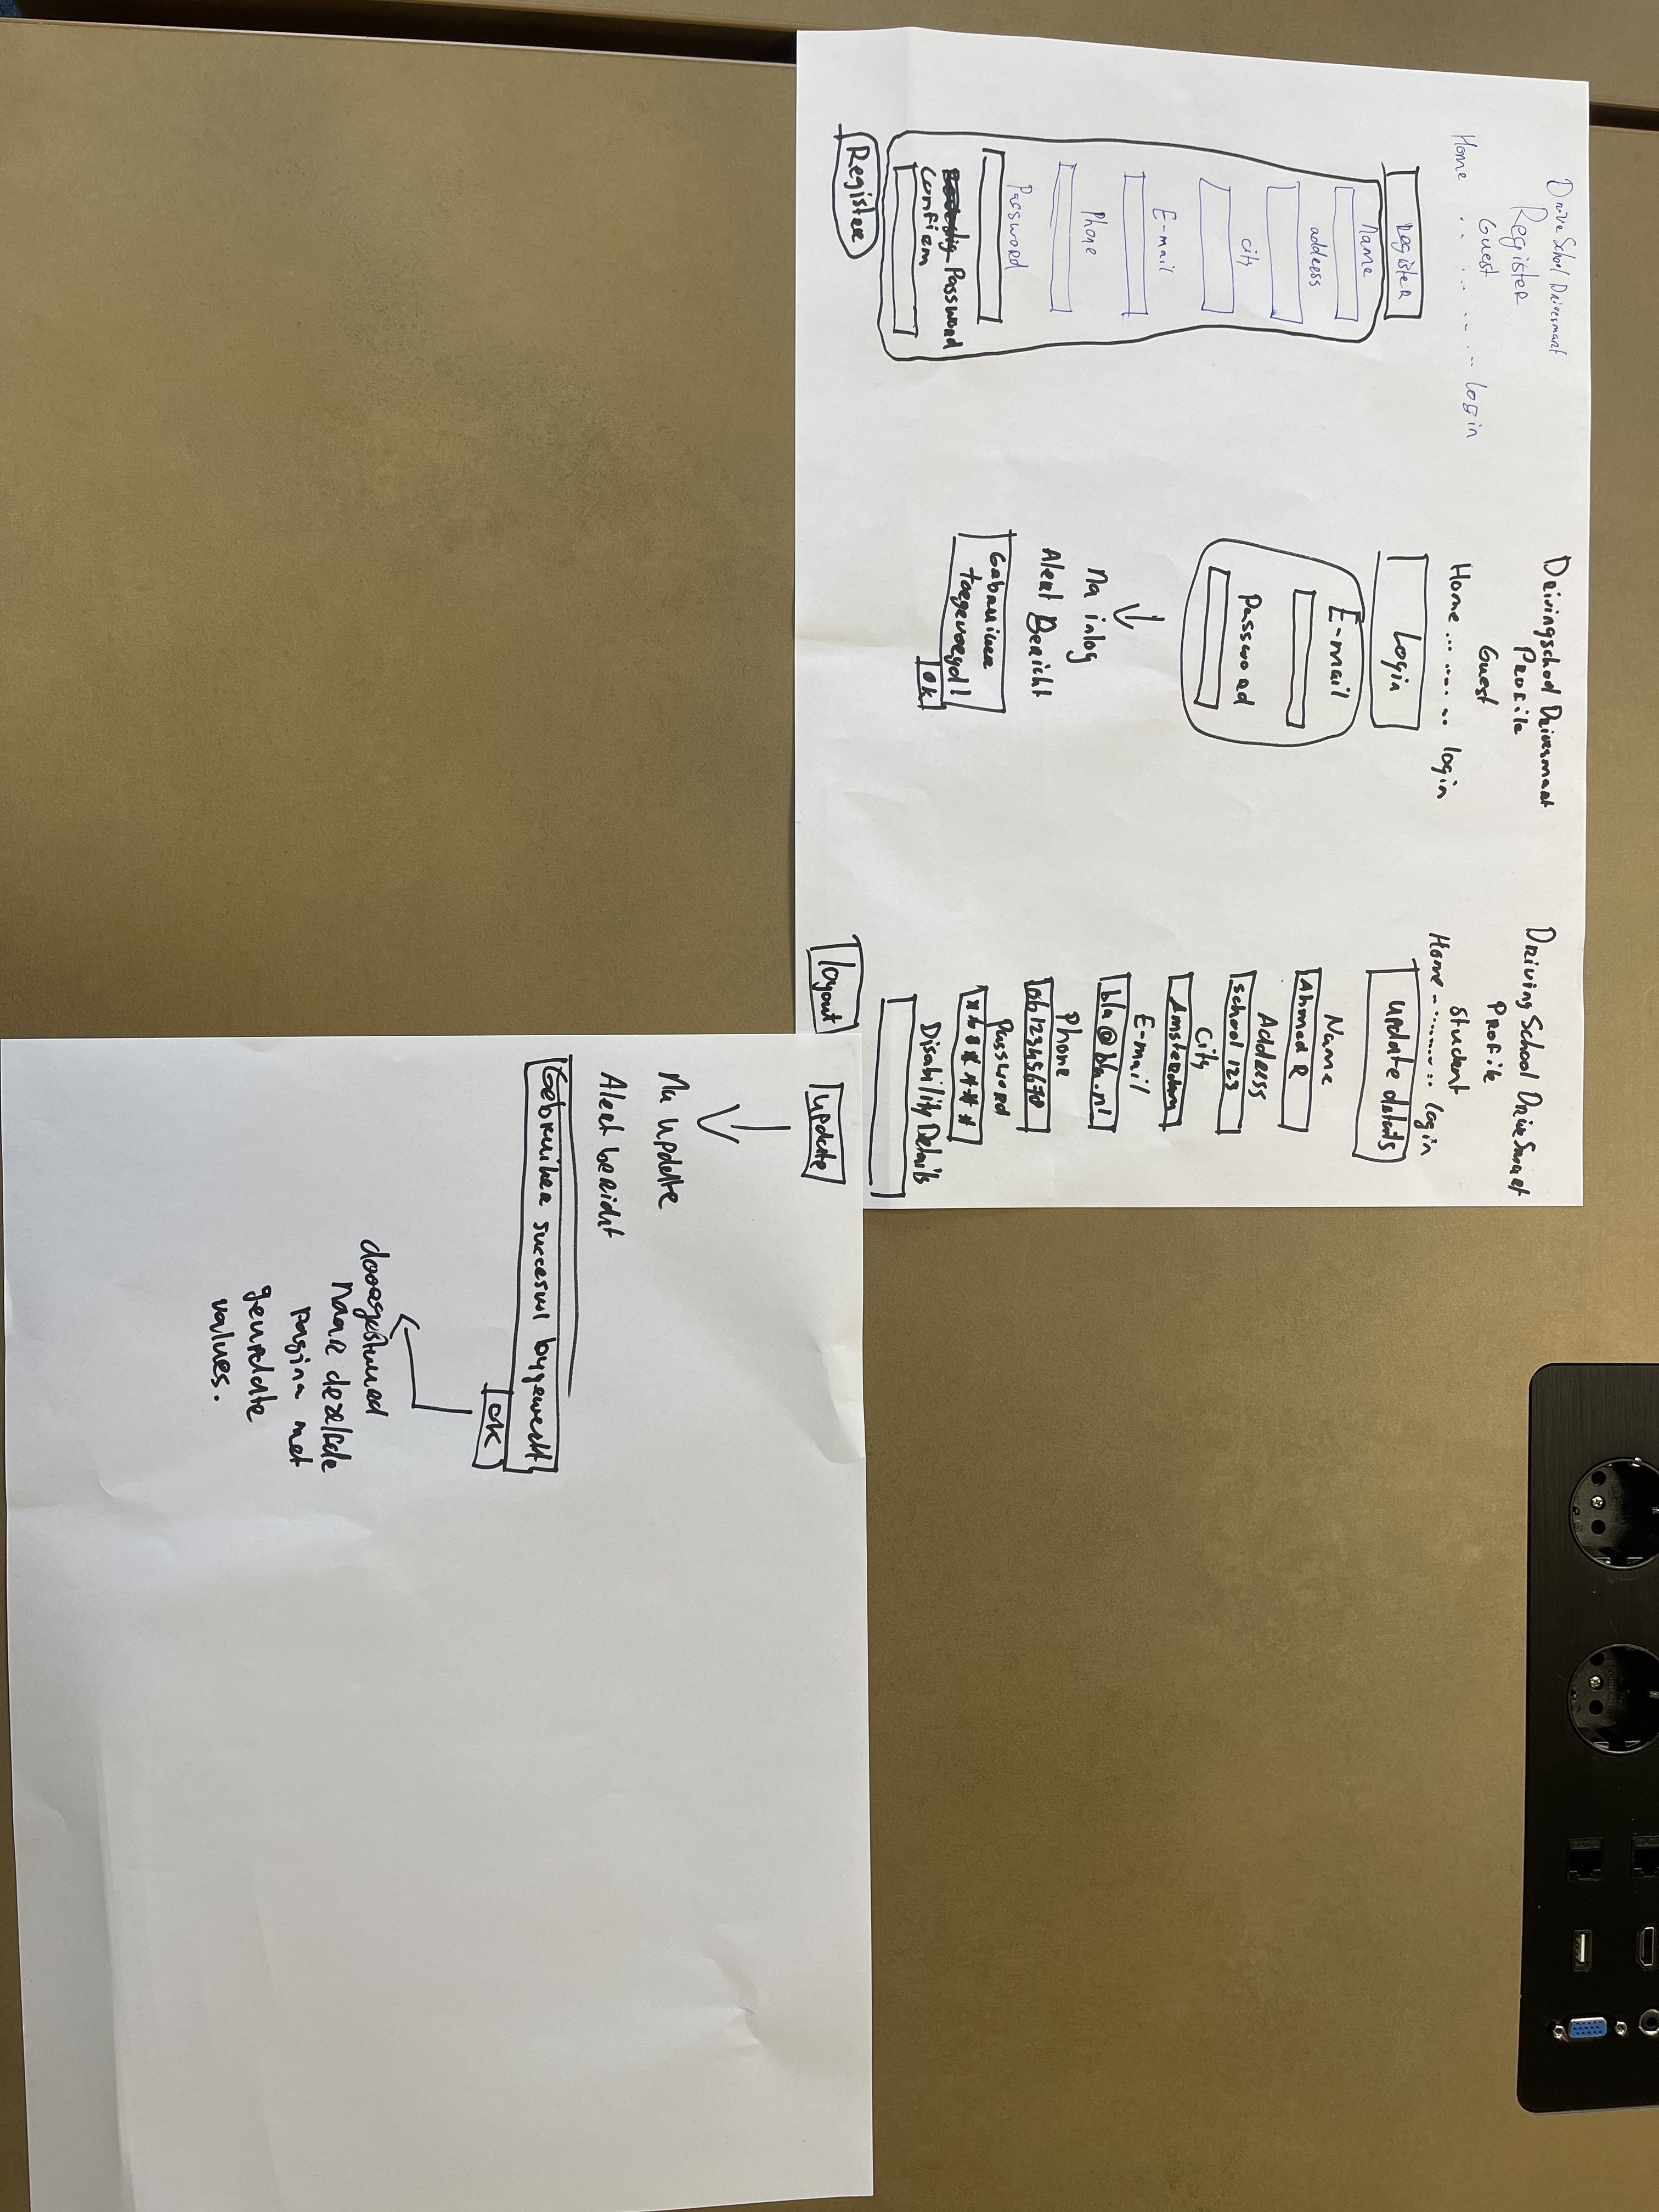 Drive School Drivesmart
Register
Guest
Home .. .. .. ... login
Register
Name
address
city
E-mail
Phone
Password
Password
Confirm
Register
Drivingschool Drivesmart
Profile
Guest
Home ... .... .. login
Login
E-mail
Password
Na inlog
Alert Bericht
Gebruiker
toegevoegd!
OK
Driving School DriveSmart
Profile
Student
Home - ......... .. login
update details
Name
Ahmed R
Address
school 123
City
Amsterdam
E-mail
bla@bla.nl
Phone
0612345678
Password
*******
Disability Details
logout
update
Na update
Alert bericht
Gebruiker succesvol bygewerkt
OK
doorgestuurd
naar dezelfde
pagina met
geupdate
values.